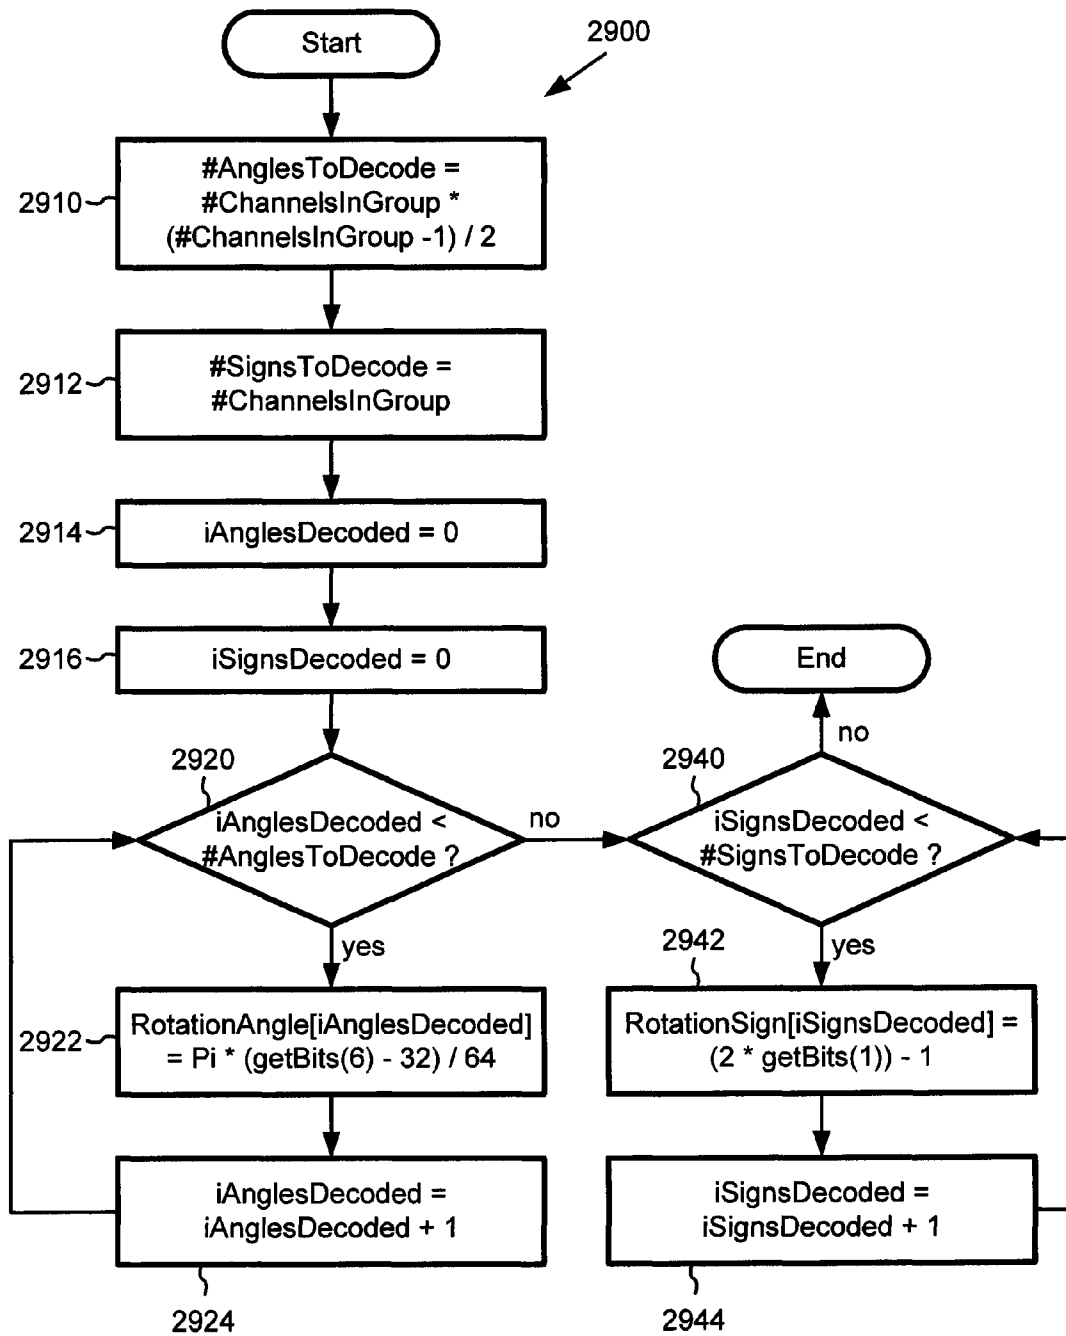 Start
2900
#AnglesToDecode =
#ChannelsInGroup *
(#ChannelsInGroup -1) / 2
2910
#SignsToDecode =
#ChannelsInGroup
2912
iAnglesDecoded = 0
2914
iSignsDecoded = 0
2916
End
no
2920
iAnglesDecoded <
#AnglesToDecode ?
no
2940
iSignsDecoded <
#SignsToDecode ?
yes
2942
yes
RotationAngle[iAnglesDecoded]
= Pi * (getBits(6) - 32) / 64
2922
RotationSign[iSignsDecoded] =
(2 * getBits(1)) - 1
iAnglesDecoded =
iAnglesDecoded + 1
2924
iSignsDecoded =
iSignsDecoded + 1
2944